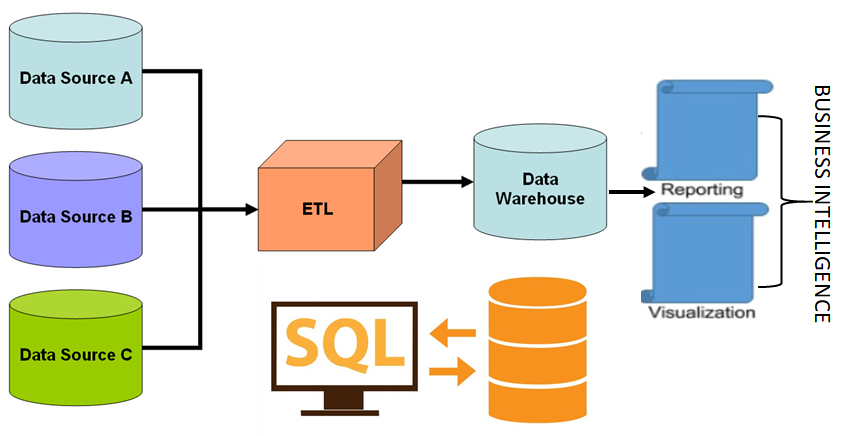 Data Source A
Data Source B
Data Source C
ETL
Data
Warehouse
Reporting
Visualization
BUSINESS INTELLIGENCE
SQL